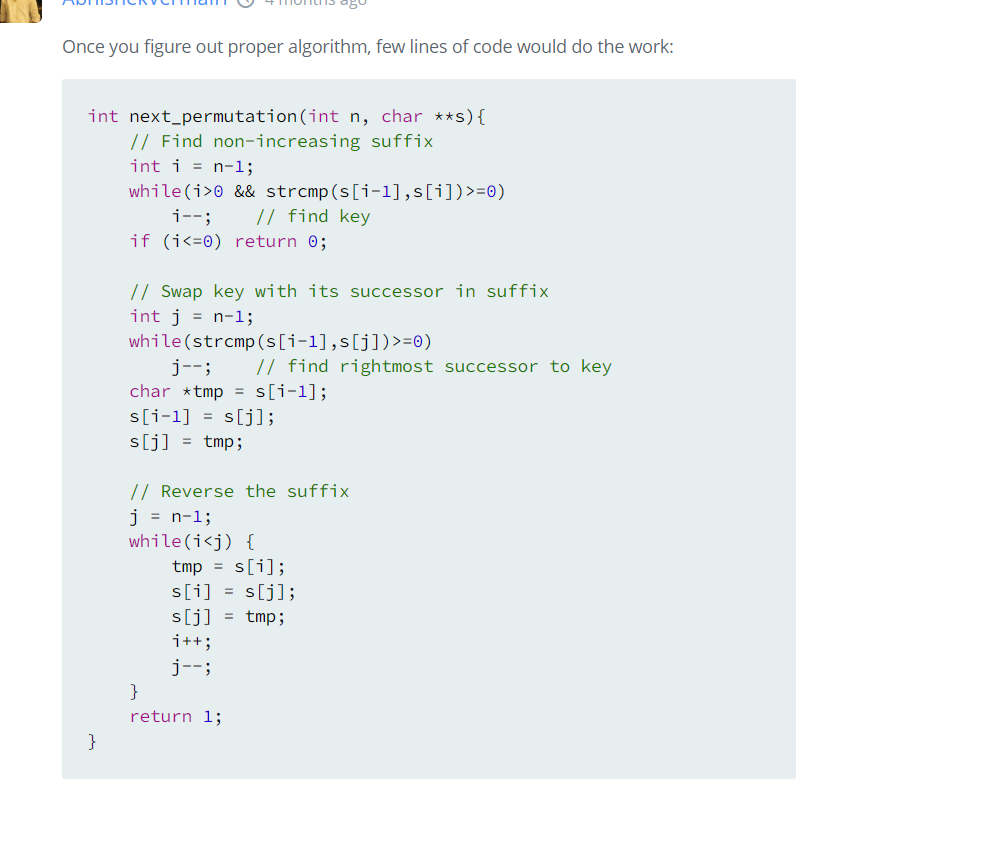 4 months ago
Once you figure out proper algorithm, few lines of code would do the work:
int next_permutation(int n, char **s){
    // Find non-increasing suffix
    int i = n-1;
    while(i>0 && strcmp(s[i-1],s[i])>=0)
        i--;    // find key
    if (i<=0) return 0;

    // Swap key with its successor in suffix
    int j = n-1;
    while(strcmp(s[i-1],s[j])>=0)
        j--;    // find rightmost successor to key
    char *tmp = s[i-1];
    s[i-1] = s[j];
    s[j] = tmp;

    // Reverse the suffix
    j = n-1;
    while(i<j) {
        tmp = s[i];
        s[i] = s[j];
        s[j] = tmp;
        i++;
        j--;
    }
    return 1;
}